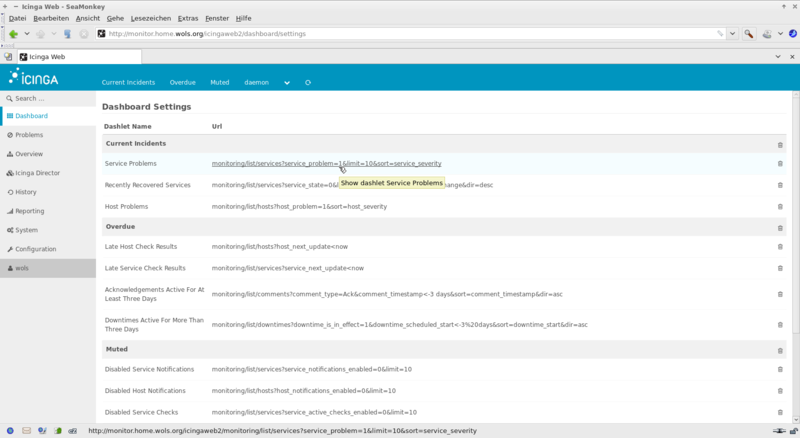 Icinga Web - SeaMonkey
Datei Bearbeiten Ansicht Gehe Lesezeichen Extras Fenster Hilfe
http://monitor.home.wols.org/icingaweb2/dashboard/settings
Icinga Web
ICINGA
Current Incidents Overdue Muted daemon
Search ...
Dashboard
Problems
Overview
Icinga Director
History
Reporting
System
Configuration
wols
Dashboard Settings
Dashlet Name Url
Current Incidents
Service Problems monitoring/list/services?service_problem=1&limit=10&sort=service_severity
Show dashlet Service Problems
Recently Recovered Services monitoring/list/services?service_state=0& ange&dir=desc
Host Problems monitoring/list/hosts?host_problem=1&sort=host_severity
Overdue
Late Host Check Results monitoring/list/hosts?host_next_update<now
Late Service Check Results monitoring/list/services?service_next_update<now
Acknowledgements Active For At
Least Three Days
monitoring/list/comments?comment_type=Ack&comment_timestamp<-3 days&sort=comment_timestamp&dir=asc
Downtimes Active For More Than
Three Days
monitoring/list/downtimes?downtime_is_in_effect=1&downtime_scheduled_start<-3%20days&sort=downtime_start&dir=asc
Muted
Disabled Service Notifications monitoring/list/services?service_notifications_enabled=0&limit=10
Disabled Host Notifications monitoring/list/hosts?host_notifications_enabled=0&limit=10
Disabled Service Checks monitoring/list/services?service_active_checks_enabled=0&limit=10
http://monitor.home.wols.org/icingaweb2/monitoring/list/services?service_problem=1&limit=10&sort=service_severity